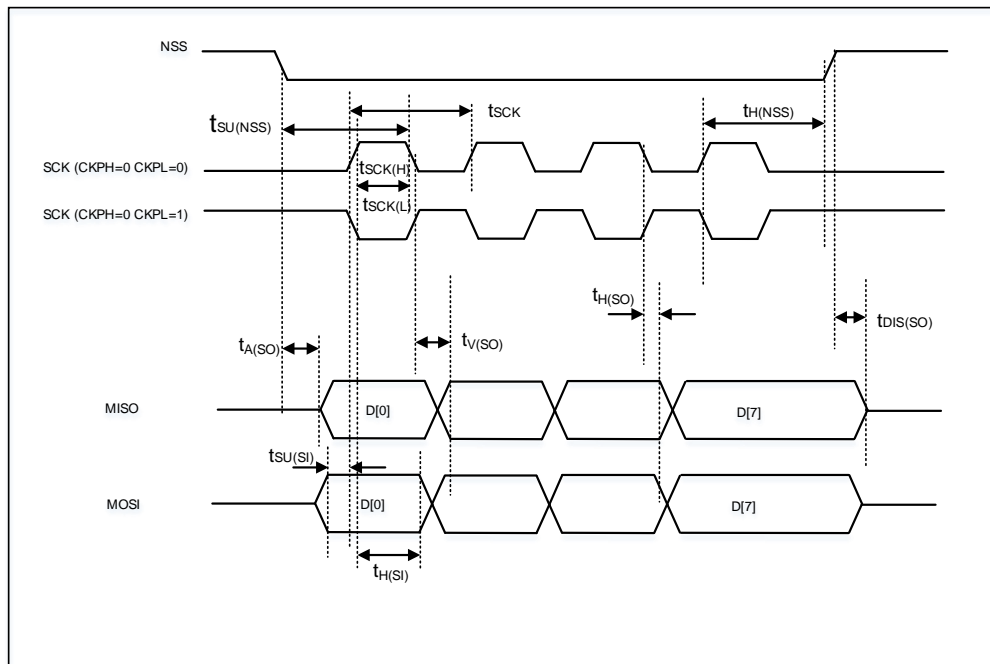 NSS
tSCK
tH(NSS)
tSU(NSS)
SCK (CKPH=0 CKPL=0)
tSCK(H)
tSCK(L)
SCK (CKPH=0 CKPL=1)
tH(SO)
tDIS(SO)
tV(SO)
tA(SO)
MISO
D[0]
D[7]
tSU(SI)
MOSI
D[0]
D[7]
tH(SI)